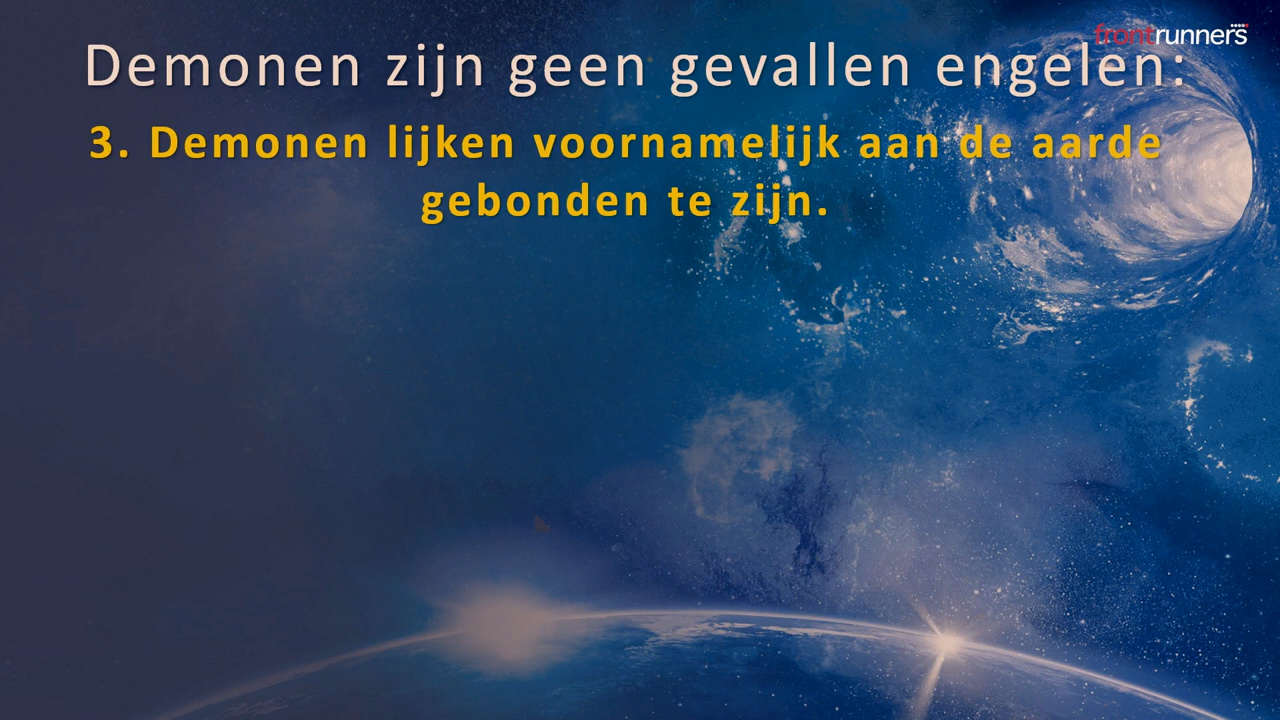 frontrunners
Demonen zijn geen gevallen engelen:
3. Demonen lijken voornamelijk aan de aarde
gebonden te zijn.